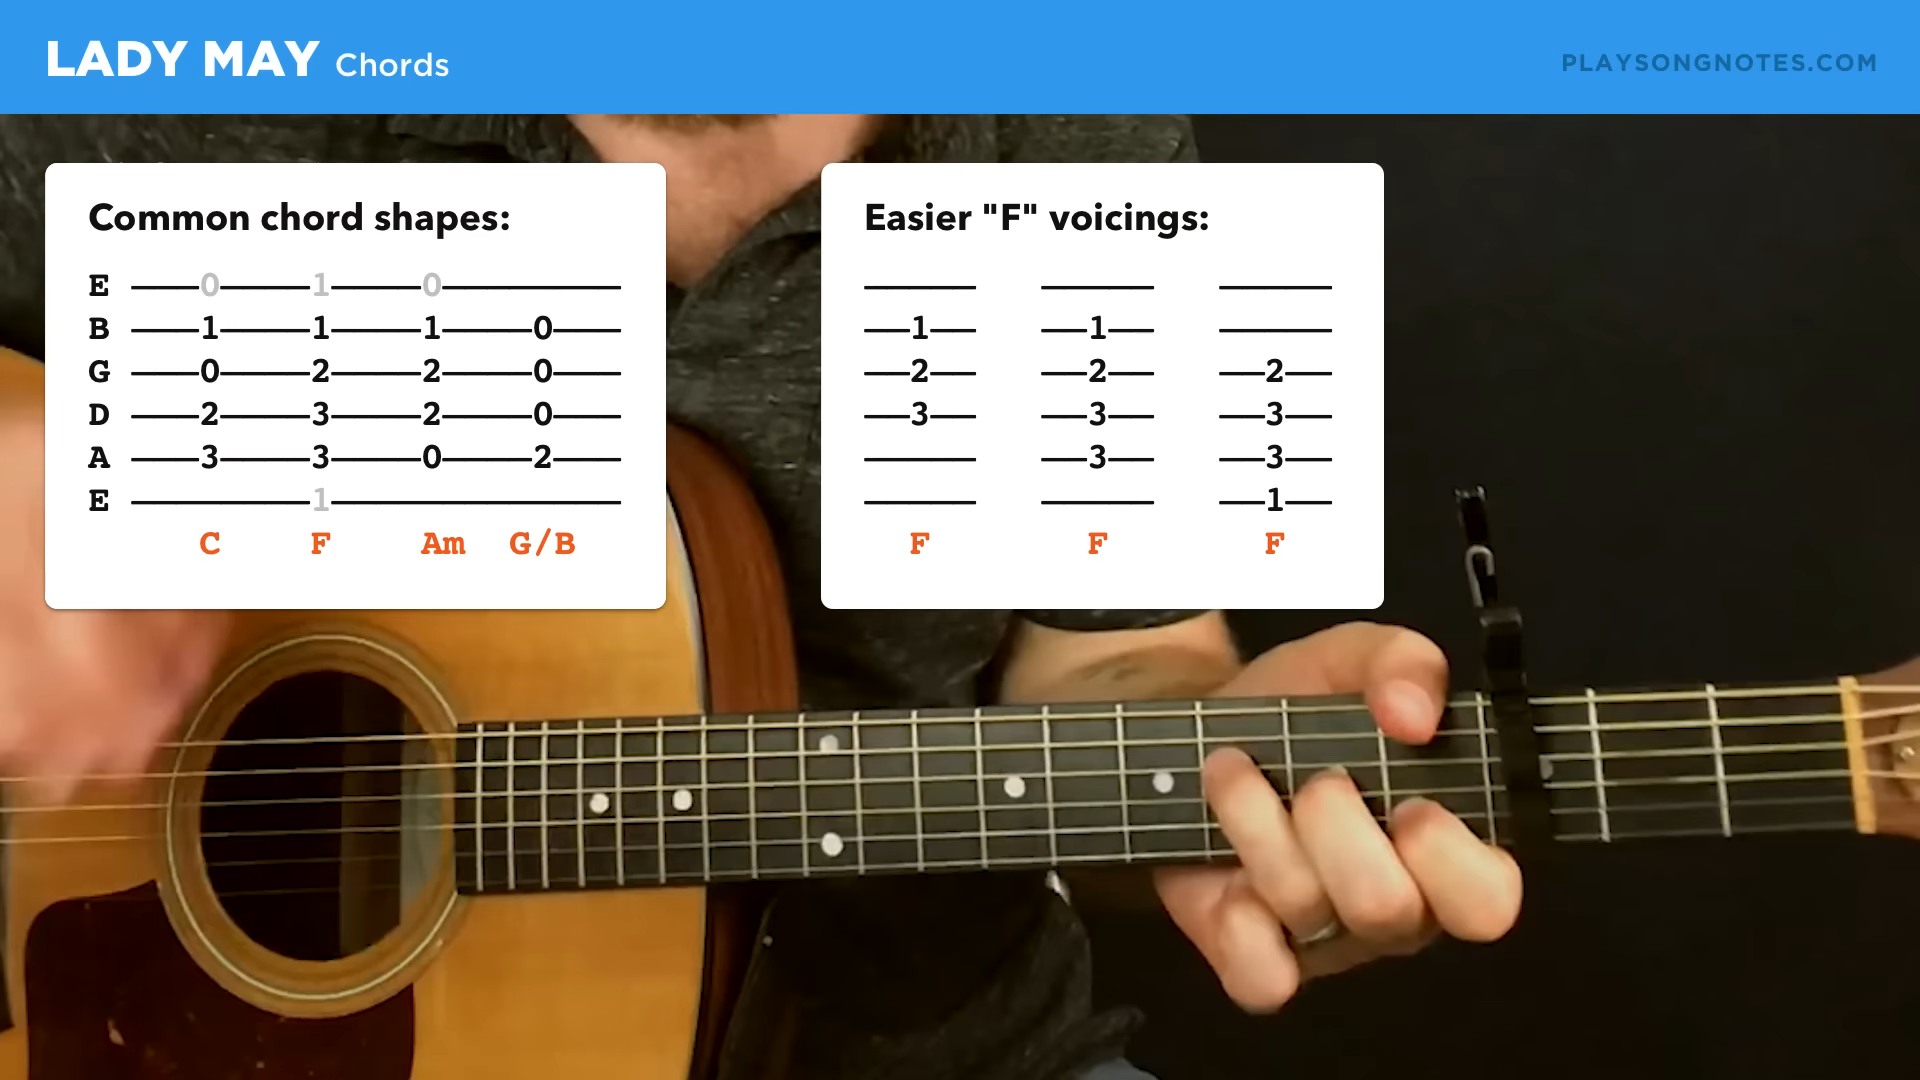 LADY MAY Chords
PLAYSONGNOTES.COM
Common chord shapes:
E ---0---1---0------
B ---1---1---1---0---
G ---0---2---2---0---
D ---2---3---2---0---
A ---3---3---0---2---
E -------1----------
C F Am G/B
Easier "F" voicings:
--- --- ---
--1-- --1-- ---
--2-- --2-- --2--
--3-- --3-- --3--
--- --3-- --3--
--- --- --1--
F F F